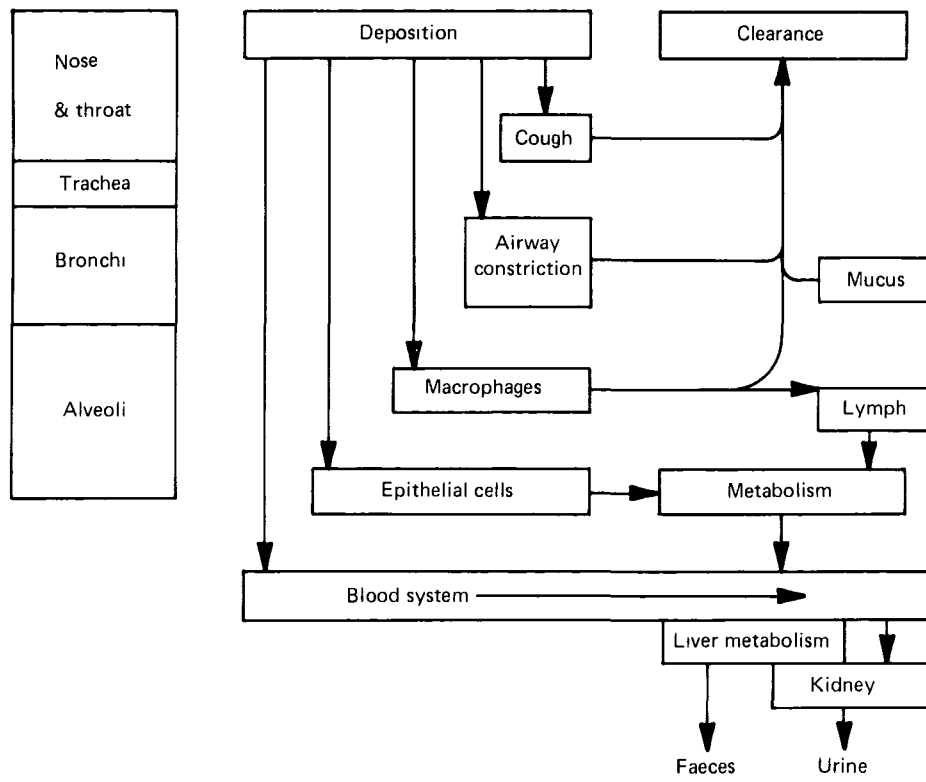 Nose
& throat
Trachea
Bronchi
Alveoli
Deposition
Clearance
Cough
Airway
constriction
Mucus
Macrophages
Lymph
Epithelial cells
Metabolism
Blood system
Liver metabolism
Kidney
Faeces
Urine